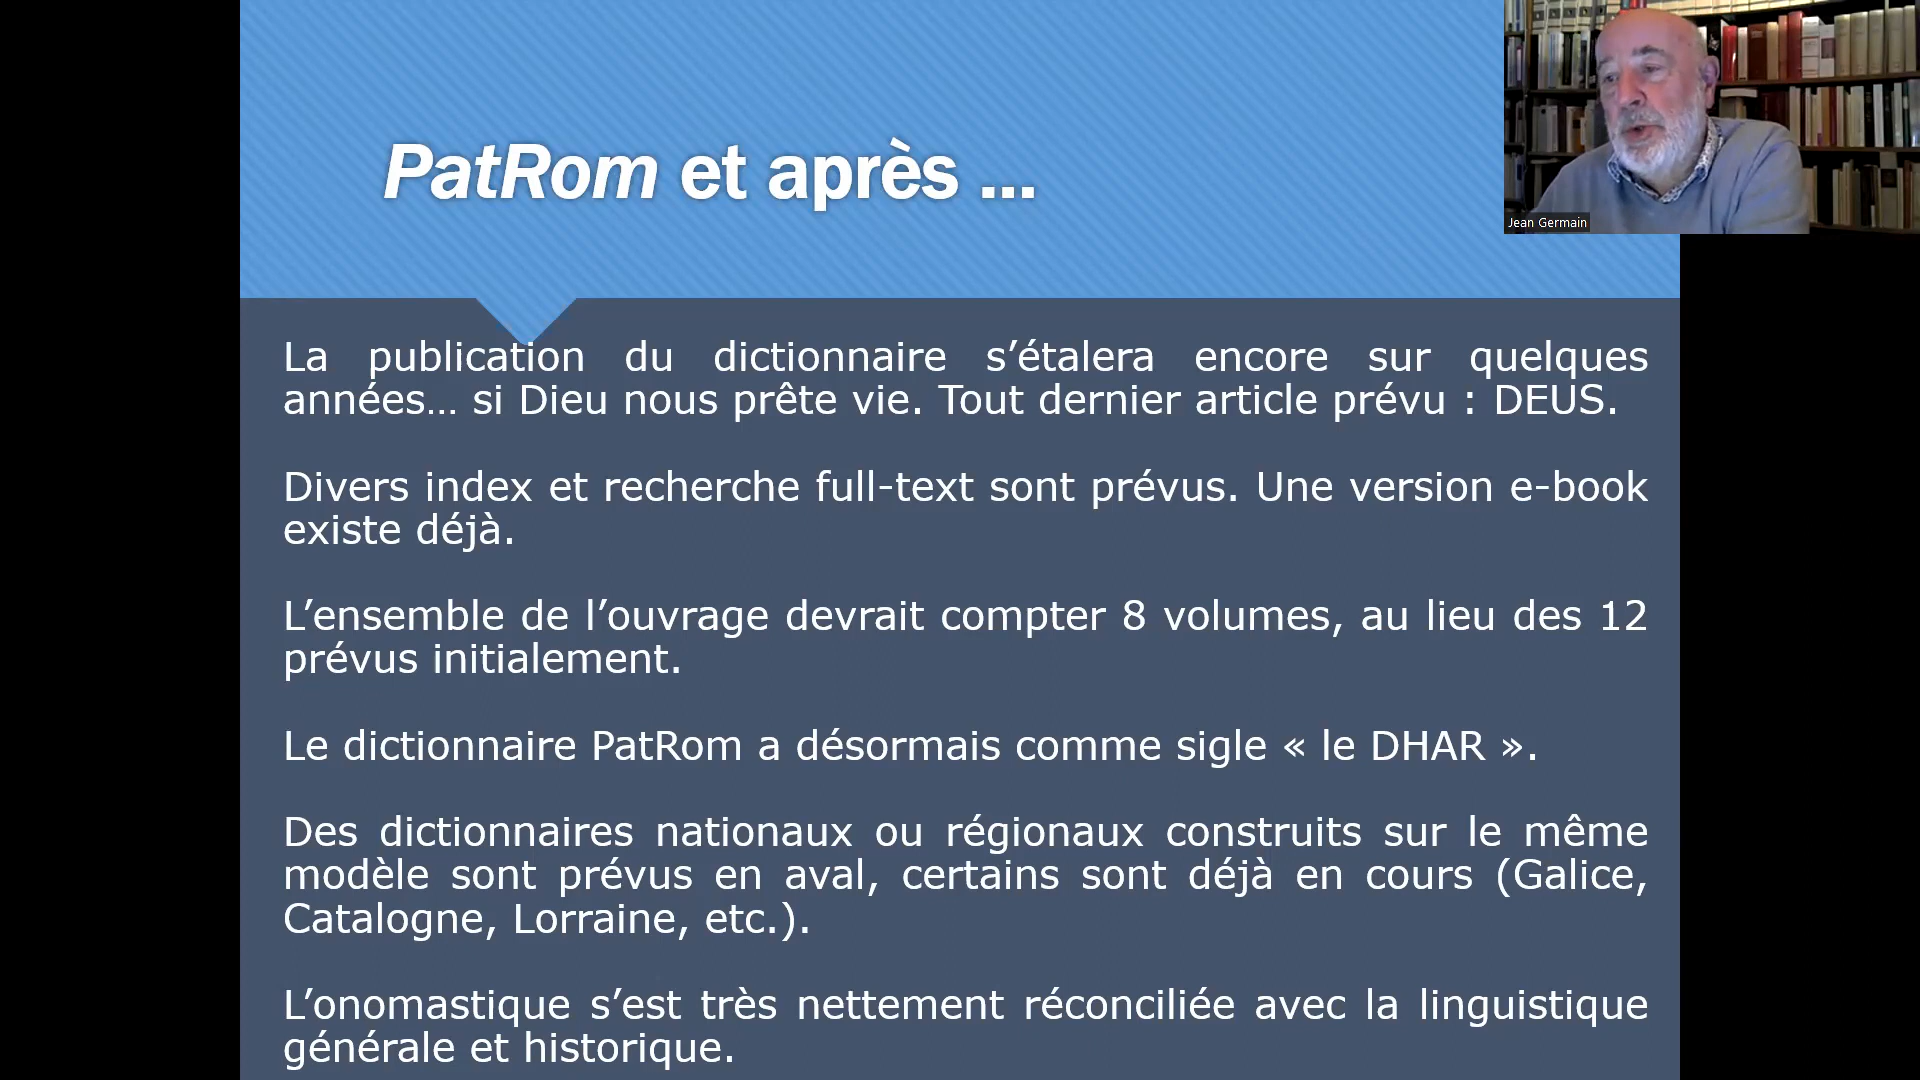 PatRom et après ...
Jean Germain
La publication du dictionnaire s’étalera encore sur quelques
années… si Dieu nous prête vie. Tout dernier article prévu : DEUS.
Divers index et recherche full-text sont prévus. Une version e-book
existe déjà.
L’ensemble de l’ouvrage devrait compter 8 volumes, au lieu des 12
prévus initialement.
Le dictionnaire PatRom a désormais comme sigle « le DHAR ».
Des dictionnaires nationaux ou régionaux construits sur le même
modèle sont prévus en aval, certains sont déjà en cours (Galice,
Catalogne, Lorraine, etc.).
L’onomastique s’est très nettement réconciliée avec la linguistique
générale et historique.